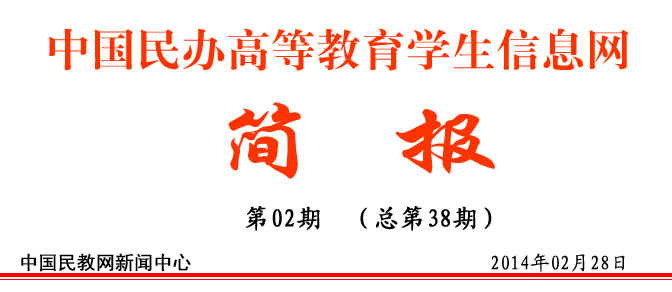 中国民办高等教育学生信息网
简 报
第02期 （总第38期）
中国民教网新闻中心 2014年02月28日